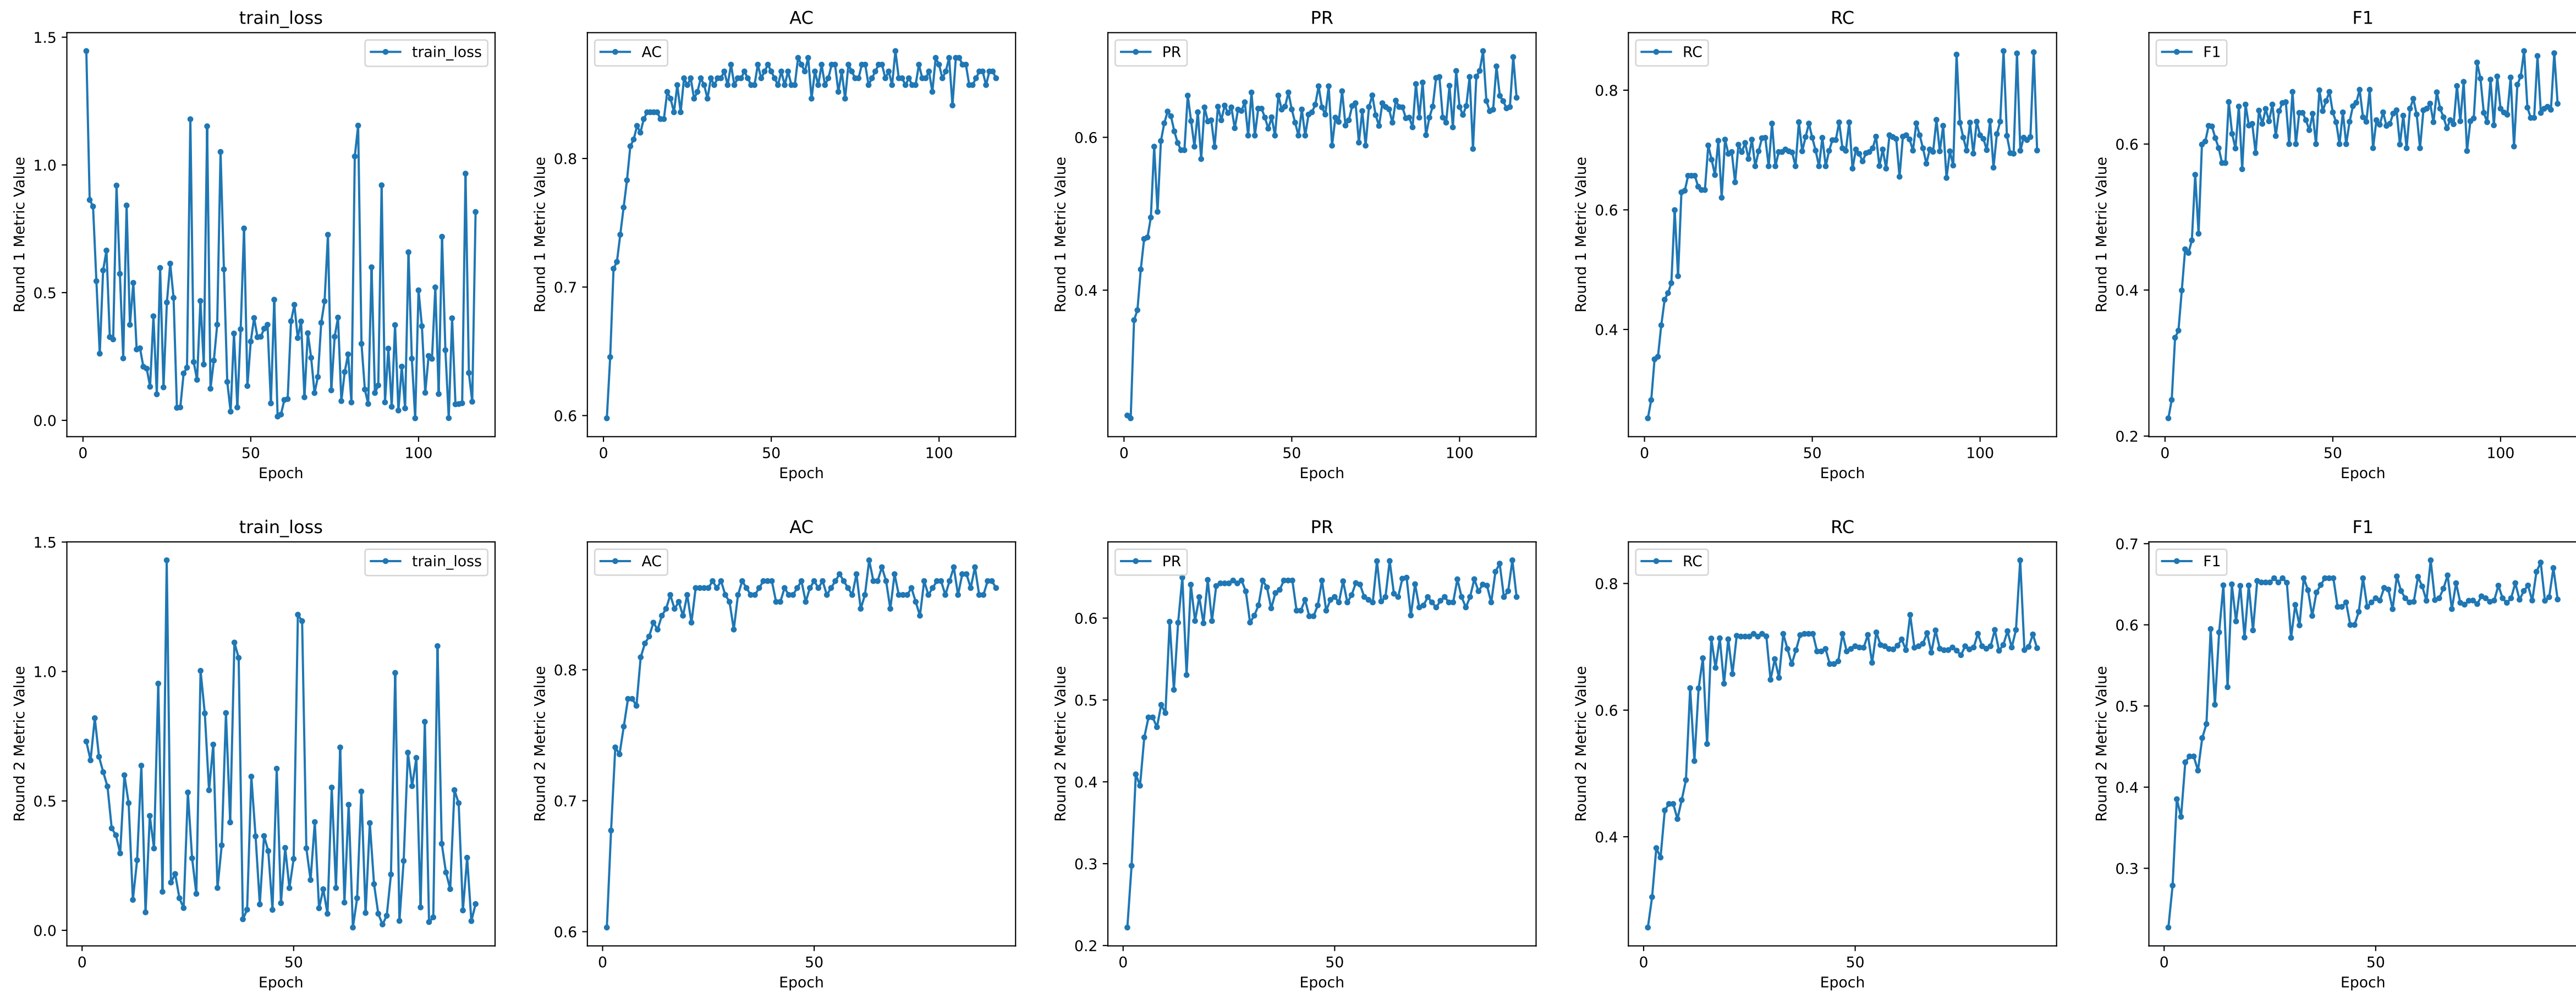 train_loss
AC
PR
RC
F1
Round 1 Metric Value
1.5
1.0
0.5
0.0
train_loss
0
50
100
Epoch
Round 1 Metric Value
0.8
0.7
0.6
AC
0
50
100
Epoch
Round 1 Metric Value
0.6
0.4
PR
0
50
100
Epoch
Round 1 Metric Value
0.8
0.6
0.4
RC
0
50
100
Epoch
Round 1 Metric Value
0.6
0.4
0.2
F1
0
50
100
Epoch
train_loss
AC
PR
RC
F1
Round 2 Metric Value
1.5
1.0
0.5
0.0
train_loss
0
50
Epoch
Round 2 Metric Value
0.8
0.7
0.6
AC
0
50
Epoch
Round 2 Metric Value
0.6
0.5
0.4
0.3
0.2
PR
0
50
Epoch
Round 2 Metric Value
0.8
0.6
0.4
RC
0
50
Epoch
Round 2 Metric Value
0.7
0.6
0.5
0.4
0.3
F1
0
50
Epoch